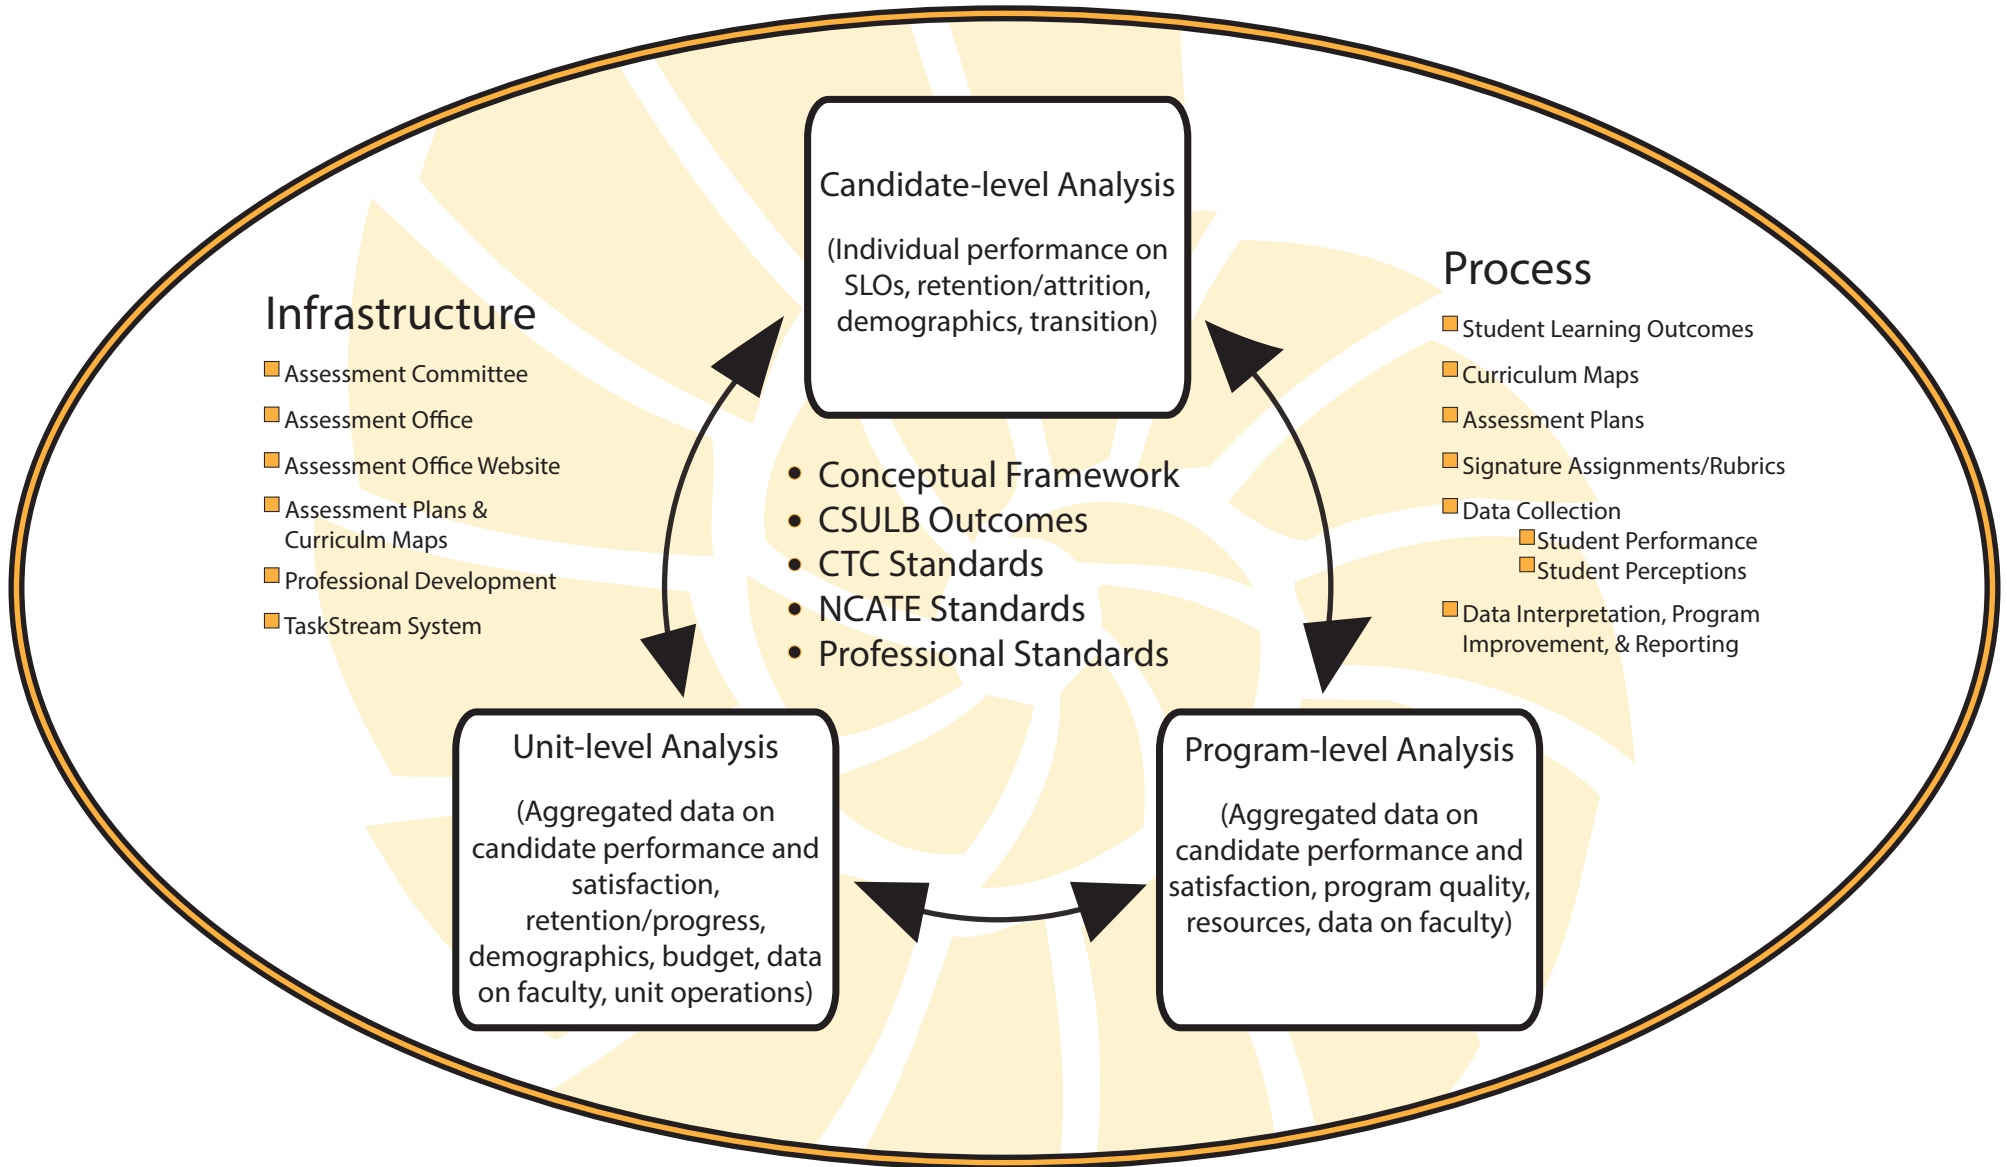 Candidate-level Analysis
(Individual performance on
SLOs, retention/attrition,
demographics, transition)
Infrastructure
Assessment Committee
Assessment Office
Assessment Office Website
Assessment Plans &
Curriculm Maps
Professional Development
TaskStream System
• Conceptual Framework
• CSULB Outcomes
• CTC Standards
• NCATE Standards
• Professional Standards
Process
Student Learning Outcomes
Curriculum Maps
Assessment Plans
Signature Assignments/Rubrics
Data Collection
Student Performance
Student Perceptions
Data Interpretation, Program
Improvement, & Reporting
Unit-level Analysis
(Aggregated data on
candidate performance and
satisfaction,
retention/progress,
demographics, budget, data
on faculty, unit operations)
Program-level Analysis
(Aggregated data on
candidate performance and
satisfaction, program quality,
resources, data on faculty)